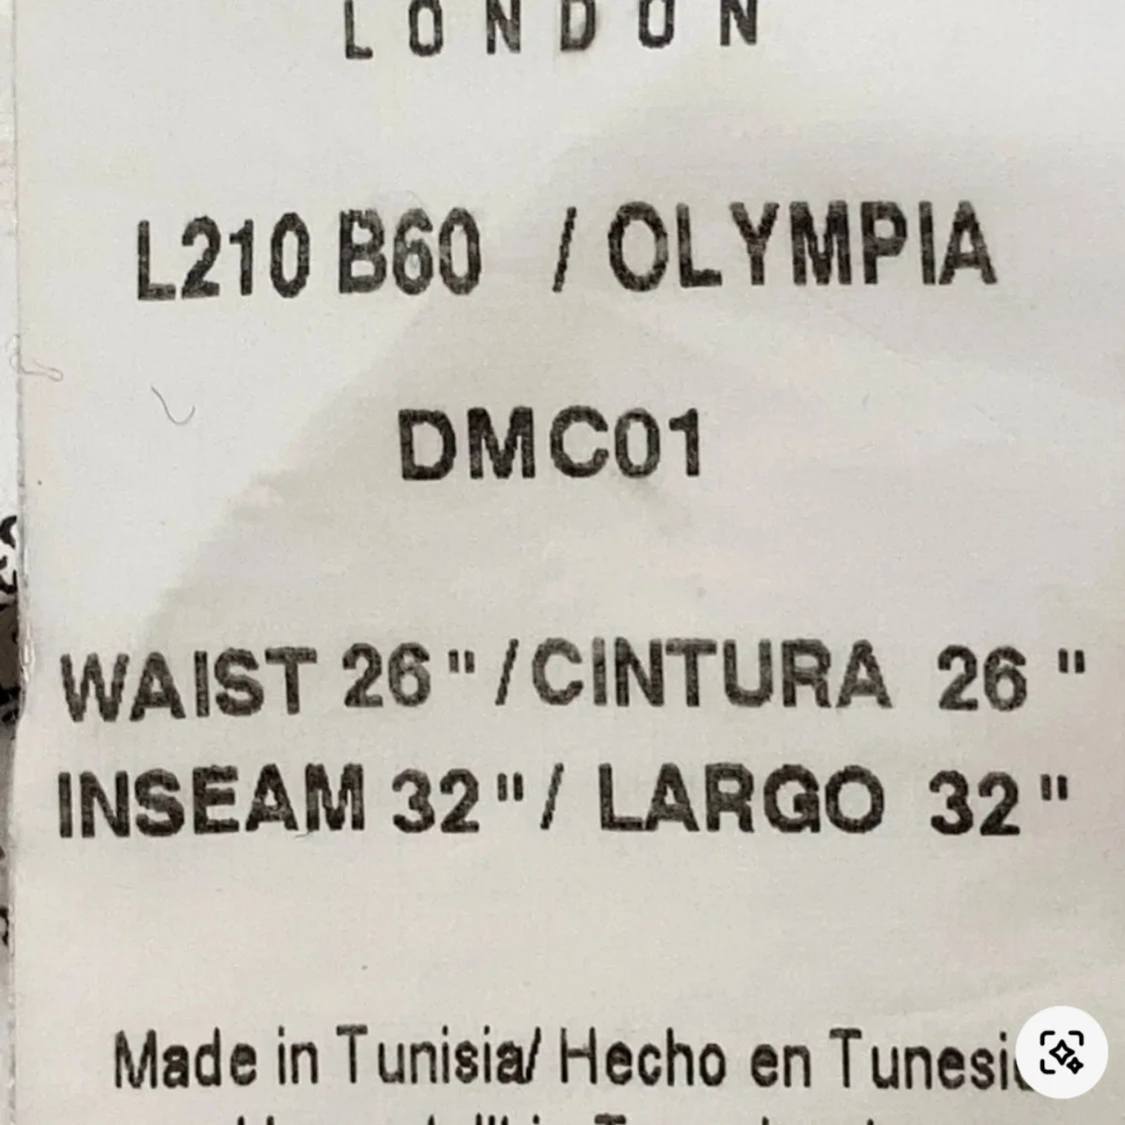 LONDON
L210 B60 / OLYMPIA
DMC01
WAIST 26"/CINTURA 26 "
INSEAM 32"/ LARGO 32 "
Made in Tunisia/ Hecho en Tunesi